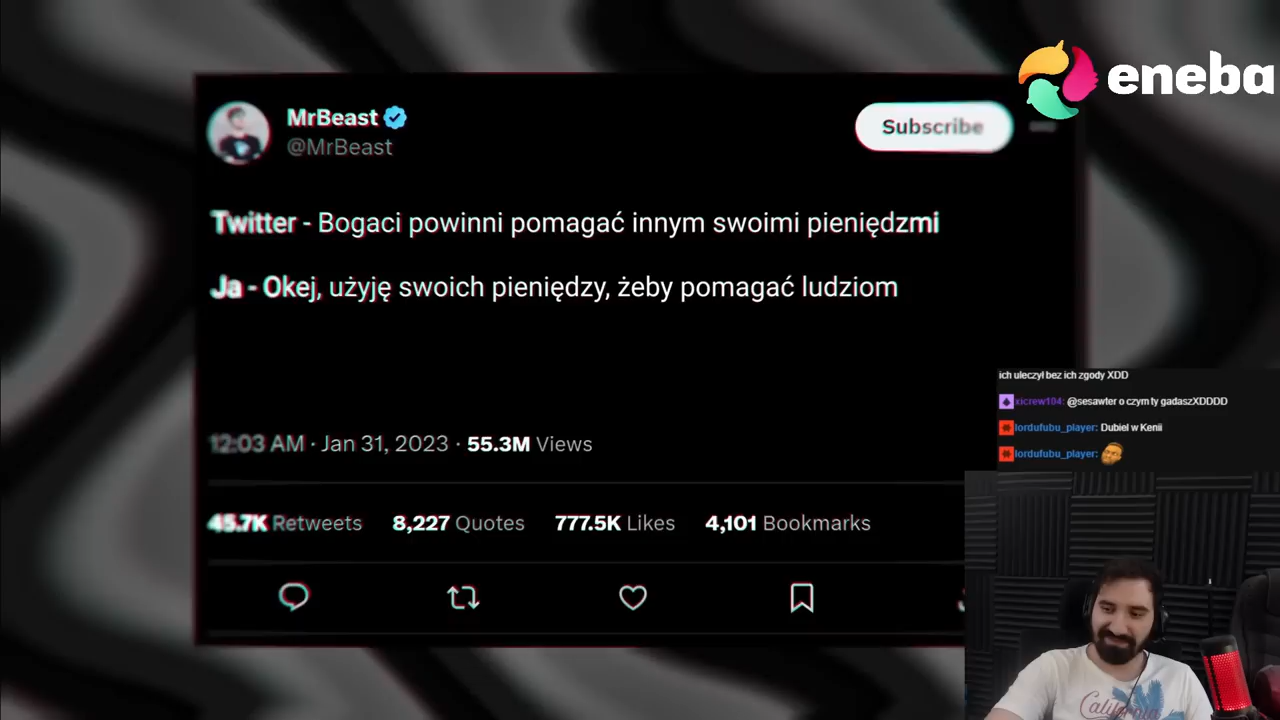 eneba
MrBeast
@MrBeast
Subscribe
Twitter - Bogaci powinni pomagać innym swoimi pieniędzmi
Ja - Okej, użyję swoich pieniędzy, żeby pomagać ludziom
12:03 AM · Jan 31, 2023 · 55.3M Views
45.7K Retweets 8,227 Quotes 777.5K Likes 4,101 Bookmarks
ich uleczył bez ich zgody XDD
xicrew104: @sesawter o czym ty gadaszXDDDD
lordufubu_player: Dubiel w Kenii
lordufubu_player:
California